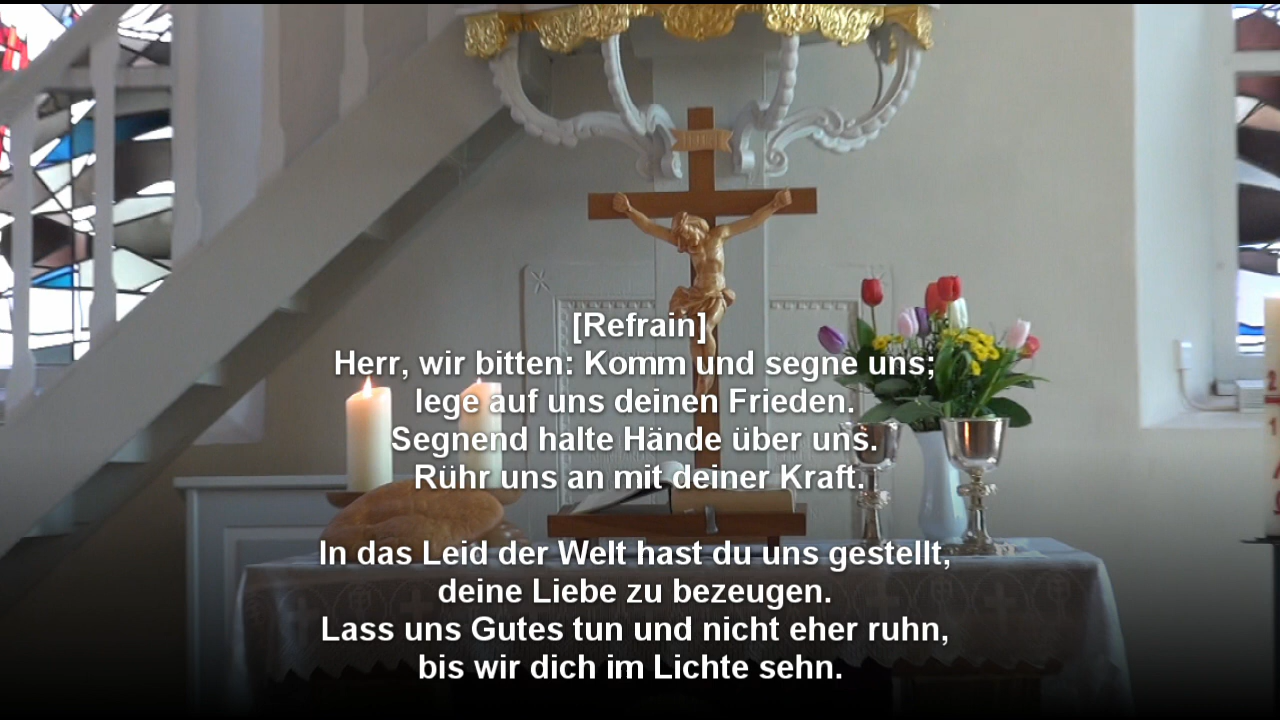 [Refrain]
Herr, wir bitten: Komm und segne uns;
lege auf uns deinen Frieden.
Segnend halte Hände über uns.
Rühr uns an mit deiner Kraft.
In das Leid der Welt hast du uns gestellt,
deine Liebe zu bezeugen.
Lass uns Gutes tun und nicht eher ruhn,
bis wir dich im Lichte sehn.